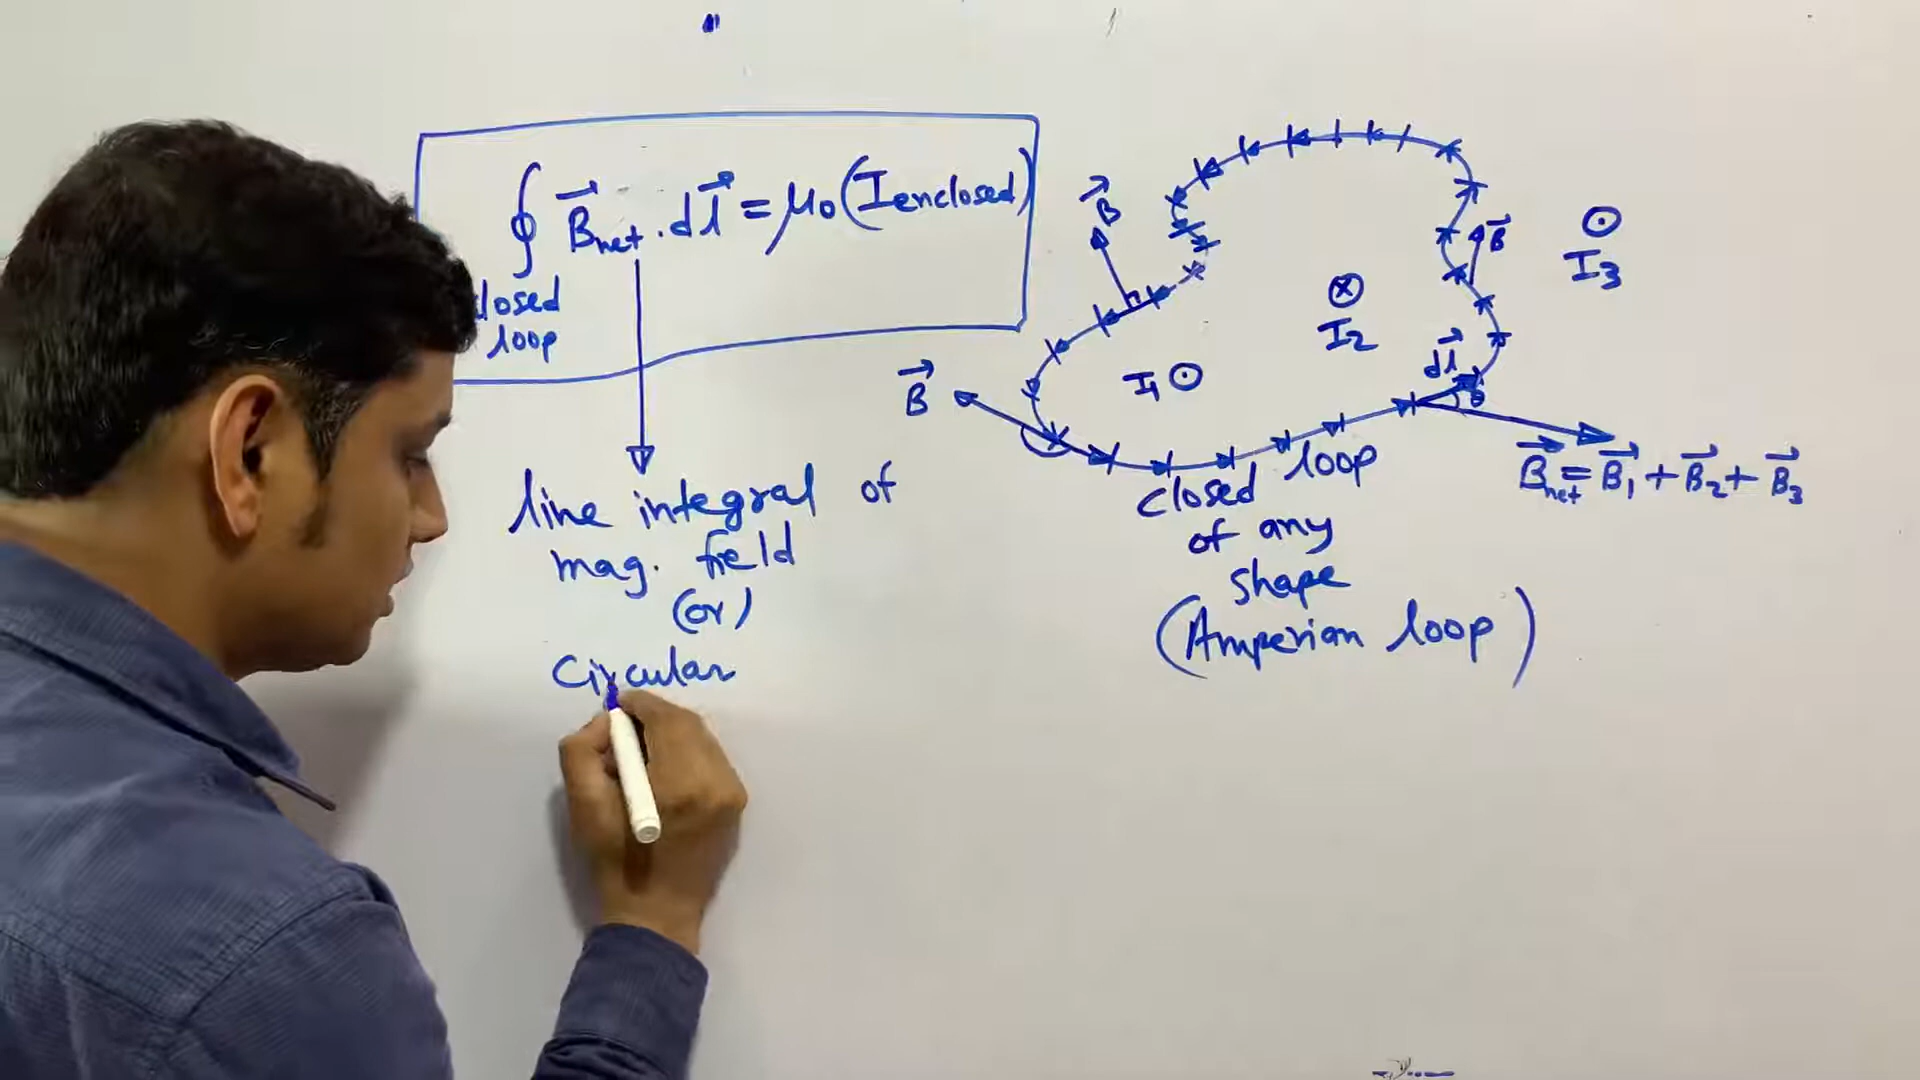 ∮ B⃗net . dl⃗ = μ0 (Ienclosed)
closed
loop
line integral of
mag. field
(or)
Circular
B⃗
B⃗
B⃗
I1 ⊙
⊗
I2
⊙
I3
dl⃗
θ
B⃗net = B⃗1 + B⃗2 + B⃗3
closed loop
of any
shape
(Amperian loop)